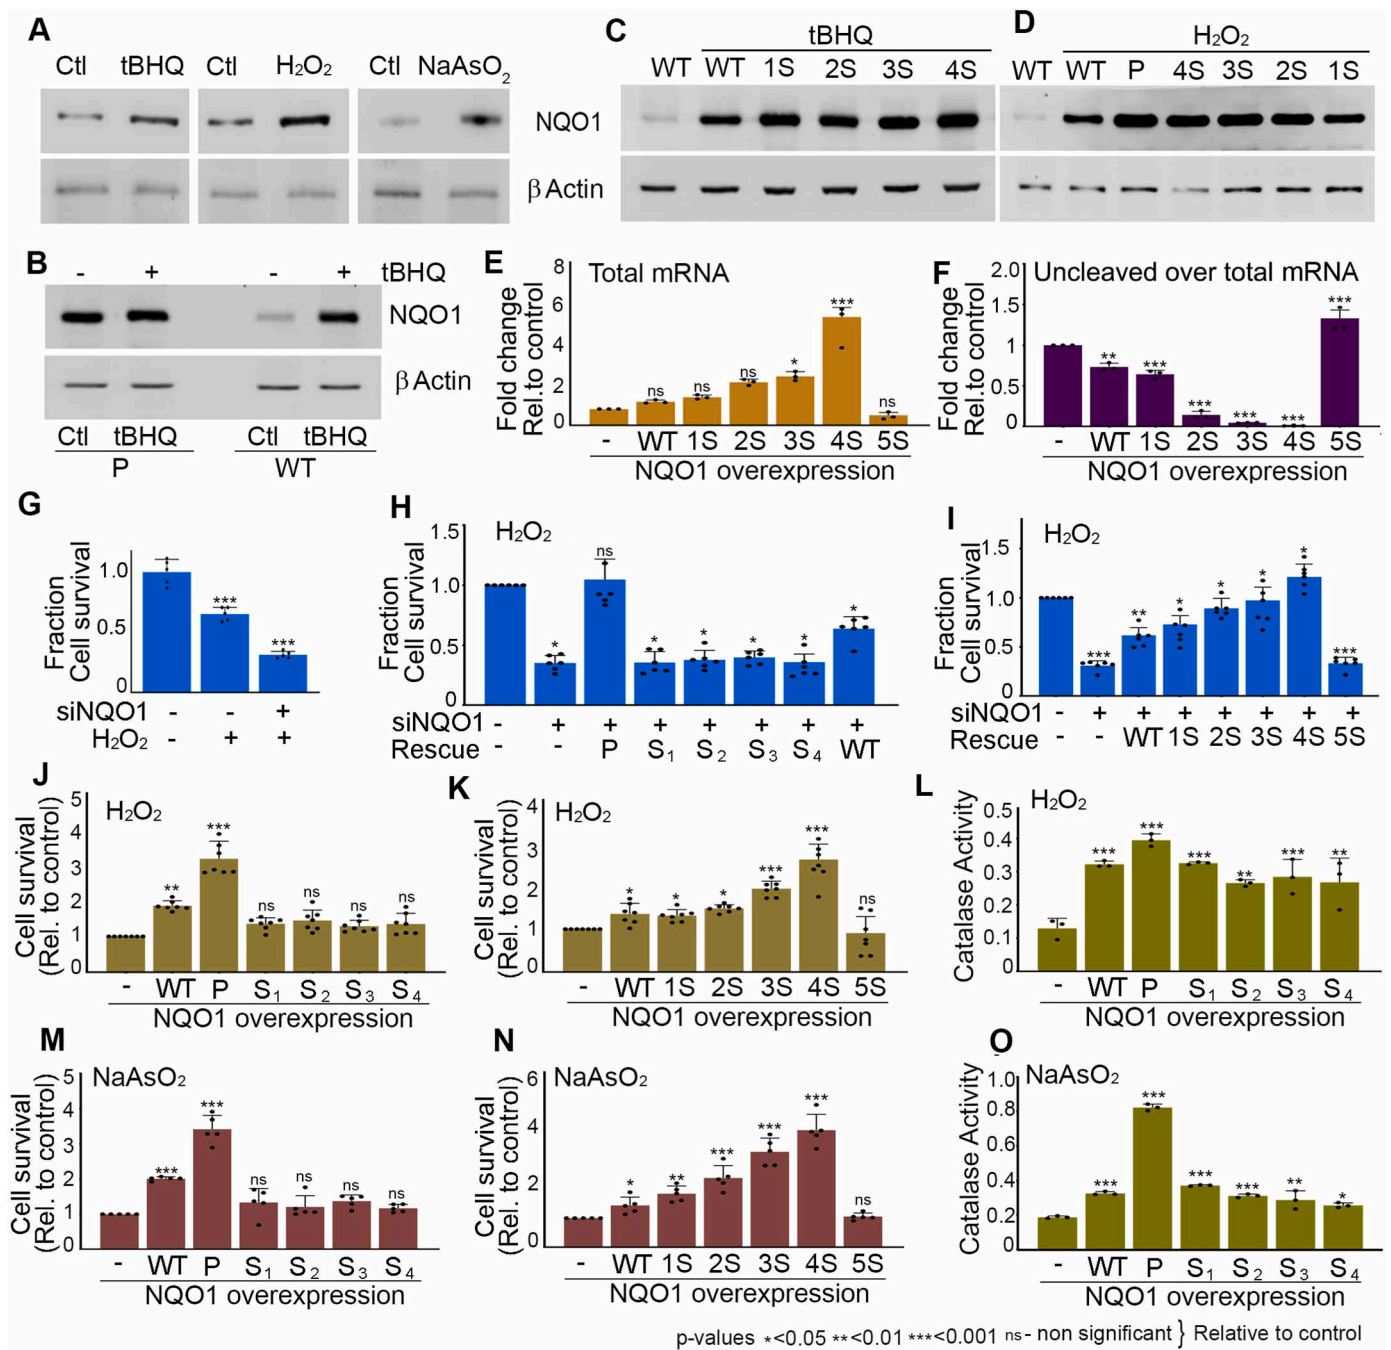 A
Ctl tBHQ Ctl H₂O₂ Ctl NaAsO₂
NQO1
β Actin
C
tBHQ
WT WT 1S 2S 3S 4S
D
H₂O₂
WT WT P 4S 3S 2S 1S
B
- + - + tBHQ
NQO1
β Actin
Ctl tBHQ Ctl tBHQ
P WT
E
Total mRNA
Fold change
Rel.to control
8
6
4
2
0
ns ns ns * *** ns
- WT 1S 2S 3S 4S 5S
NQO1 overexpression
F
Uncleaved over total mRNA
Fold change
Rel.to control
2.0
1
0.5
0
** *** *** *** *** ***
- WT 1S 2S 3S 4S 5S
NQO1 overexpression
G
Fraction
Cell survival
1.0
0.5
0
*** ***
siNQO1 - - +
H₂O₂ - + +
H
H₂O₂
Fraction
Cell survival
1.5
1.0
0.5
0
* ns * * * * *
siNQO1 - + + + + + + +
Rescue - - P S₁ S₂ S₃ S₄ WT
I
H₂O₂
Fraction
Cell survival
1.5
1.0
0.5
0
*** ** * * * * ***
siNQO1 - + + + + + + +
Rescue - - WT 1S 2S 3S 4S 5S
J
H₂O₂
Cell survival
(Rel. to control)
5
4
3
2
1
0
** *** ns ns ns ns
- WT P S₁ S₂ S₃ S₄
NQO1 overexpression
K
H₂O₂
Cell survival
(Rel. to control)
4
3
2
1
0
* * * *** *** ns
- WT 1S 2S 3S 4S 5S
NQO1 overexpression
L
H₂O₂
Catalase Activity
0.5
0.4
0.3
0.2
0.1
0
*** *** *** ** *** **
- WT P S₁ S₂ S₃ S₄
NQO1 overexpression
M
NaAsO₂
Cell survival
(Rel. to control)
5
4
3
2
1
0
*** *** ns ns ns ns
- WT P S₁ S₂ S₃ S₄
NQO1 overexpression
N
NaAsO₂
Cell survival
(Rel. to control)
6
4
2
0
* ** *** *** *** ns
- WT 1S 2S 3S 4S 5S
NQO1 overexpression
O
NaAsO₂
Catalase Activity
1.0
0.8
0.6
0.4
0.2
0
*** *** *** *** ** *
- WT P S₁ S₂ S₃ S₄
NQO1 overexpression
p-values *<0.05 **<0.01 ***<0.001 ns- non significant } Relative to control